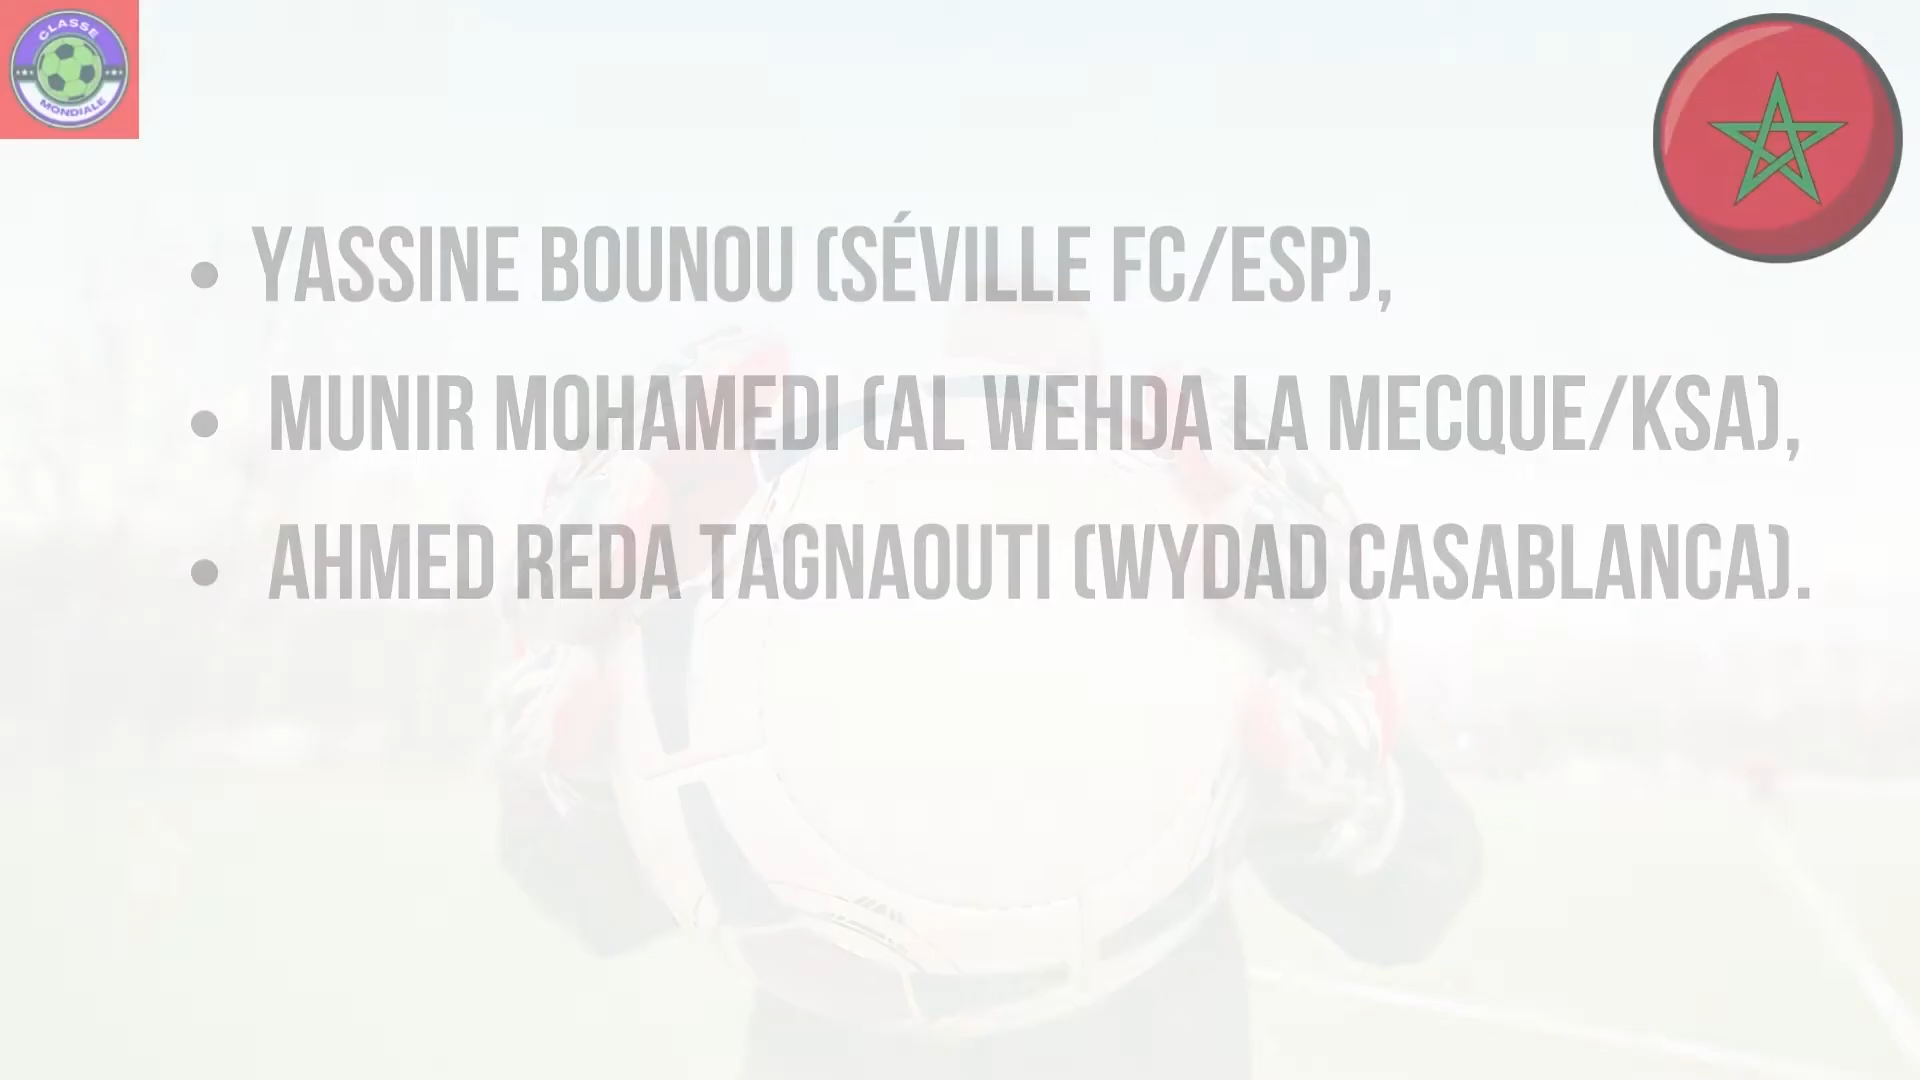 CLASSE
MONDIALE
• YASSINE BOUNOU (SÉVILLE FC/ESP),
• MUNIR MOHAMEDI (AL WEHDA LA MECQUE/KSA),
• AHMED REDA TAGNAOUTI (WYDAD CASABLANCA).